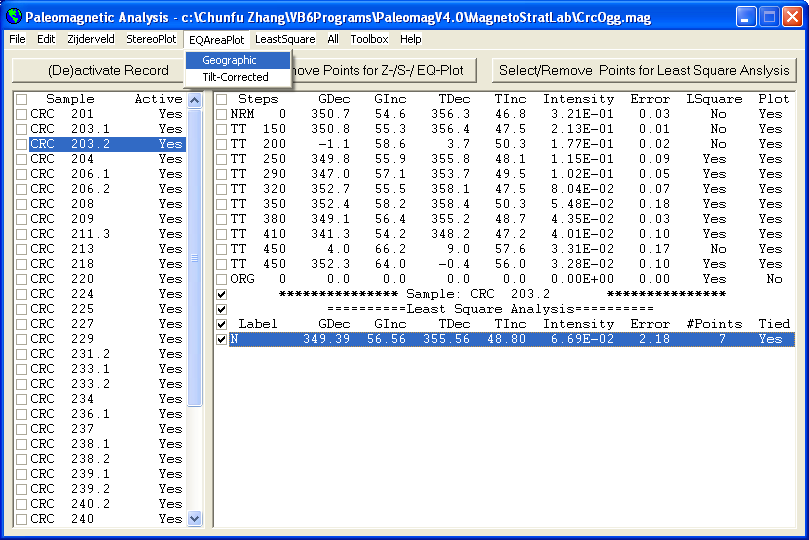 Paleomagnetic Analysis - c:\Chunfu Zhang\VB6Programs\PaleomagV4.0\MagnetoStratLab\CrcOgg.mag
File Edit Zijderveld StereoPlot EQAreaPlot LeastSquare All Toolbox Help
Geographic
Tilt-Corrected
(De)activate Record
ove Points for Z-/S-/ EQ-Plot
Select/Remove Points for Least Square Analysis
Sample Active
CRC 201 Yes
CRC 203.1 Yes
CRC 203.2 Yes
CRC 204 Yes
CRC 206.1 Yes
CRC 206.2 Yes
CRC 208 Yes
CRC 209 Yes
CRC 211.3 Yes
CRC 213 Yes
CRC 218 Yes
CRC 220 Yes
CRC 224 Yes
CRC 225 Yes
CRC 227 Yes
CRC 229 Yes
CRC 231.2 Yes
CRC 233.1 Yes
CRC 233.2 Yes
CRC 234 Yes
CRC 236.1 Yes
CRC 237 Yes
CRC 238.1 Yes
CRC 238.2 Yes
CRC 239.1 Yes
CRC 239.2 Yes
CRC 240.2 Yes
CRC 240 Yes
Steps GDec GInc TDec TInc Intensity Error LSquare Plot
NRM 0 350.7 54.6 356.3 46.8 3.21E-01 0.03 No Yes
TT 150 350.8 55.3 356.4 47.5 2.13E-01 0.01 No Yes
TT 200 -1.1 58.6 3.7 50.3 1.77E-01 0.02 No Yes
TT 250 349.8 55.9 355.8 48.1 1.15E-01 0.09 Yes Yes
TT 290 347.0 57.1 353.7 49.5 1.02E-01 0.05 Yes Yes
TT 320 352.7 55.5 358.1 47.5 8.04E-02 0.07 Yes Yes
TT 350 352.4 58.2 358.4 50.3 5.48E-02 0.18 Yes Yes
TT 380 349.1 56.4 355.2 48.7 4.35E-02 0.03 Yes Yes
TT 410 341.3 54.2 348.2 47.2 4.01E-02 0.10 Yes Yes
TT 450 4.0 66.2 9.0 57.6 3.31E-02 0.17 No Yes
TT 450 352.3 64.0 -0.4 56.0 3.28E-02 0.10 Yes Yes
ORG 0 0.0 0.0 0.0 0.0 0.00E+00 0.00 Yes No
*************** Sample: CRC 203.2 ***************
==========Least Square Analysis==========
Label GDec GInc TDec TInc Intensity Error #Points Tied
N 349.39 56.56 355.56 48.80 6.69E-02 2.18 7 Yes